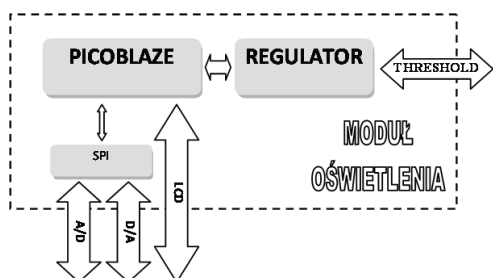 PICOBLAZE
REGULATOR
THRESHOLD
MODUŁ
OŚWIETLENIA
SPI
A/D
D/A
LCD